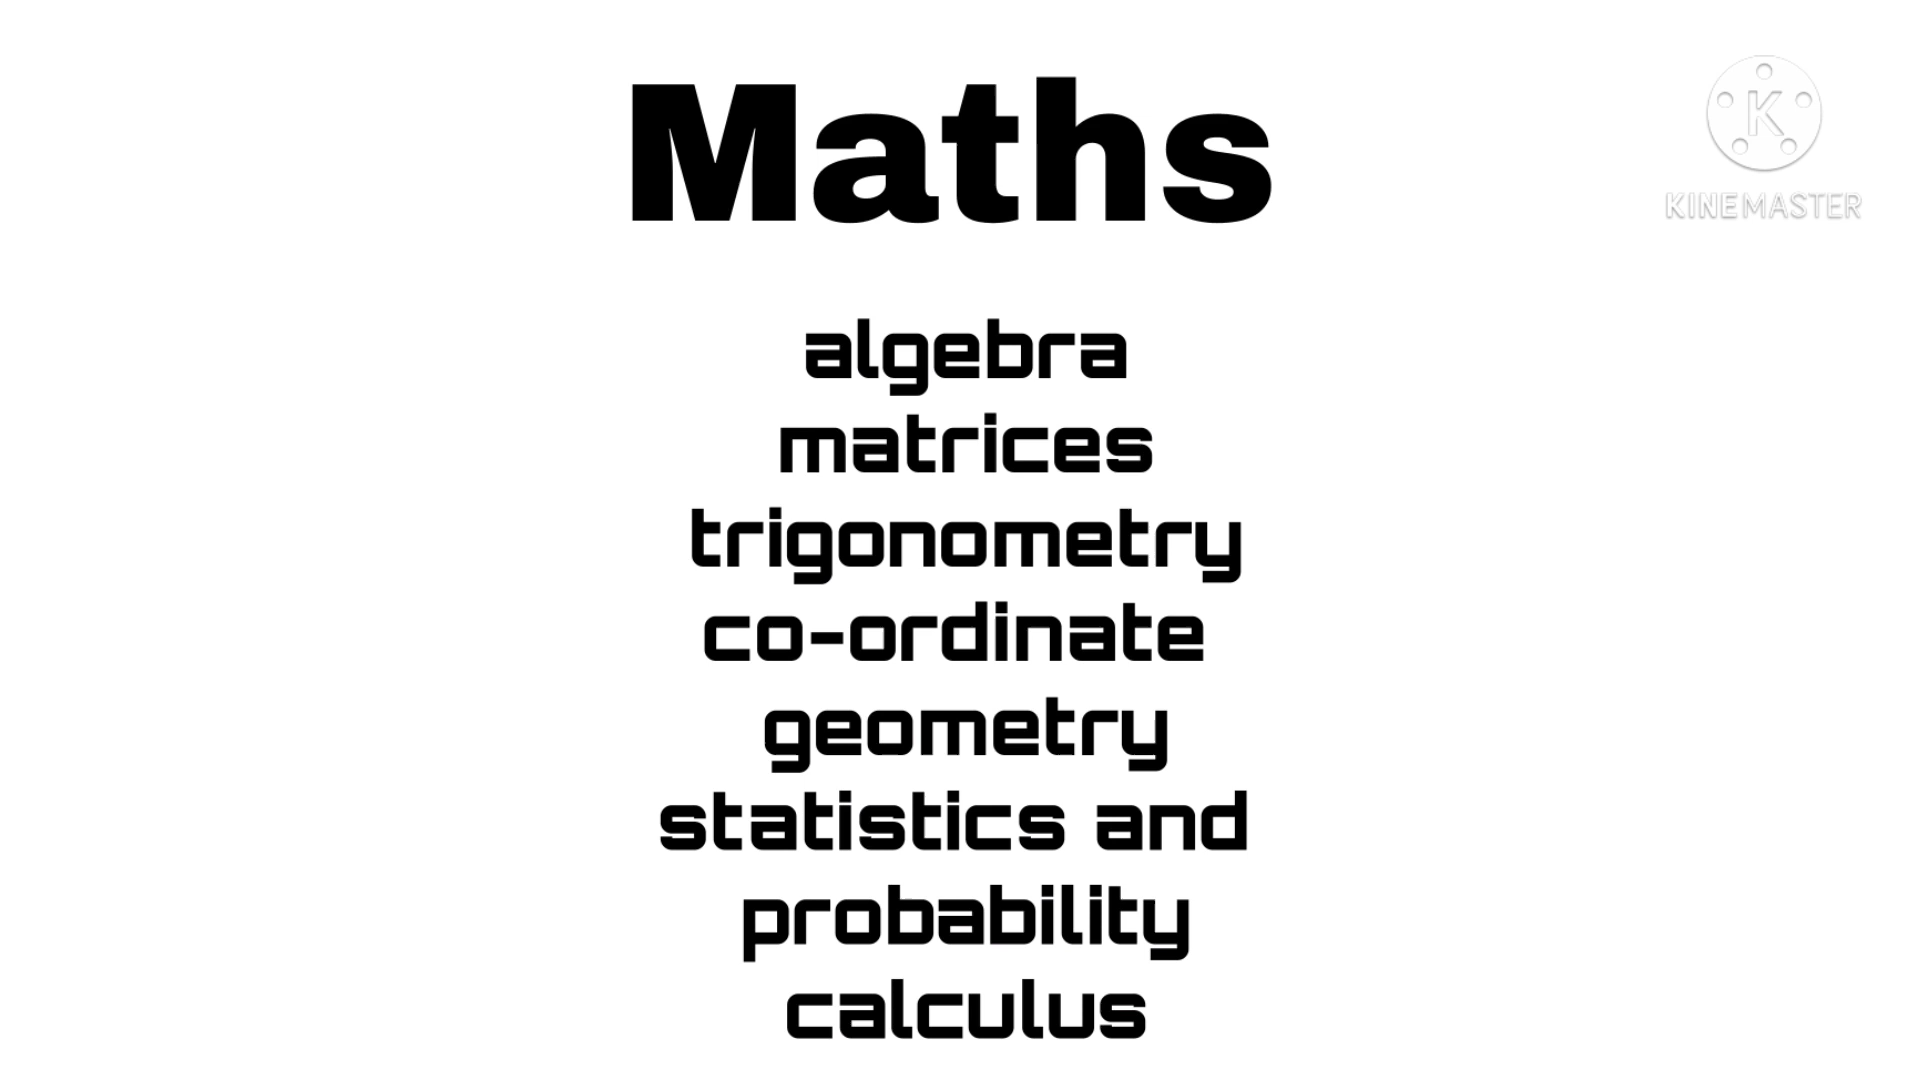 Maths
K
KINEMASTER
algebra
matrices
trigonometry
co-ordinate
geometry
statistics and
probability
calculus